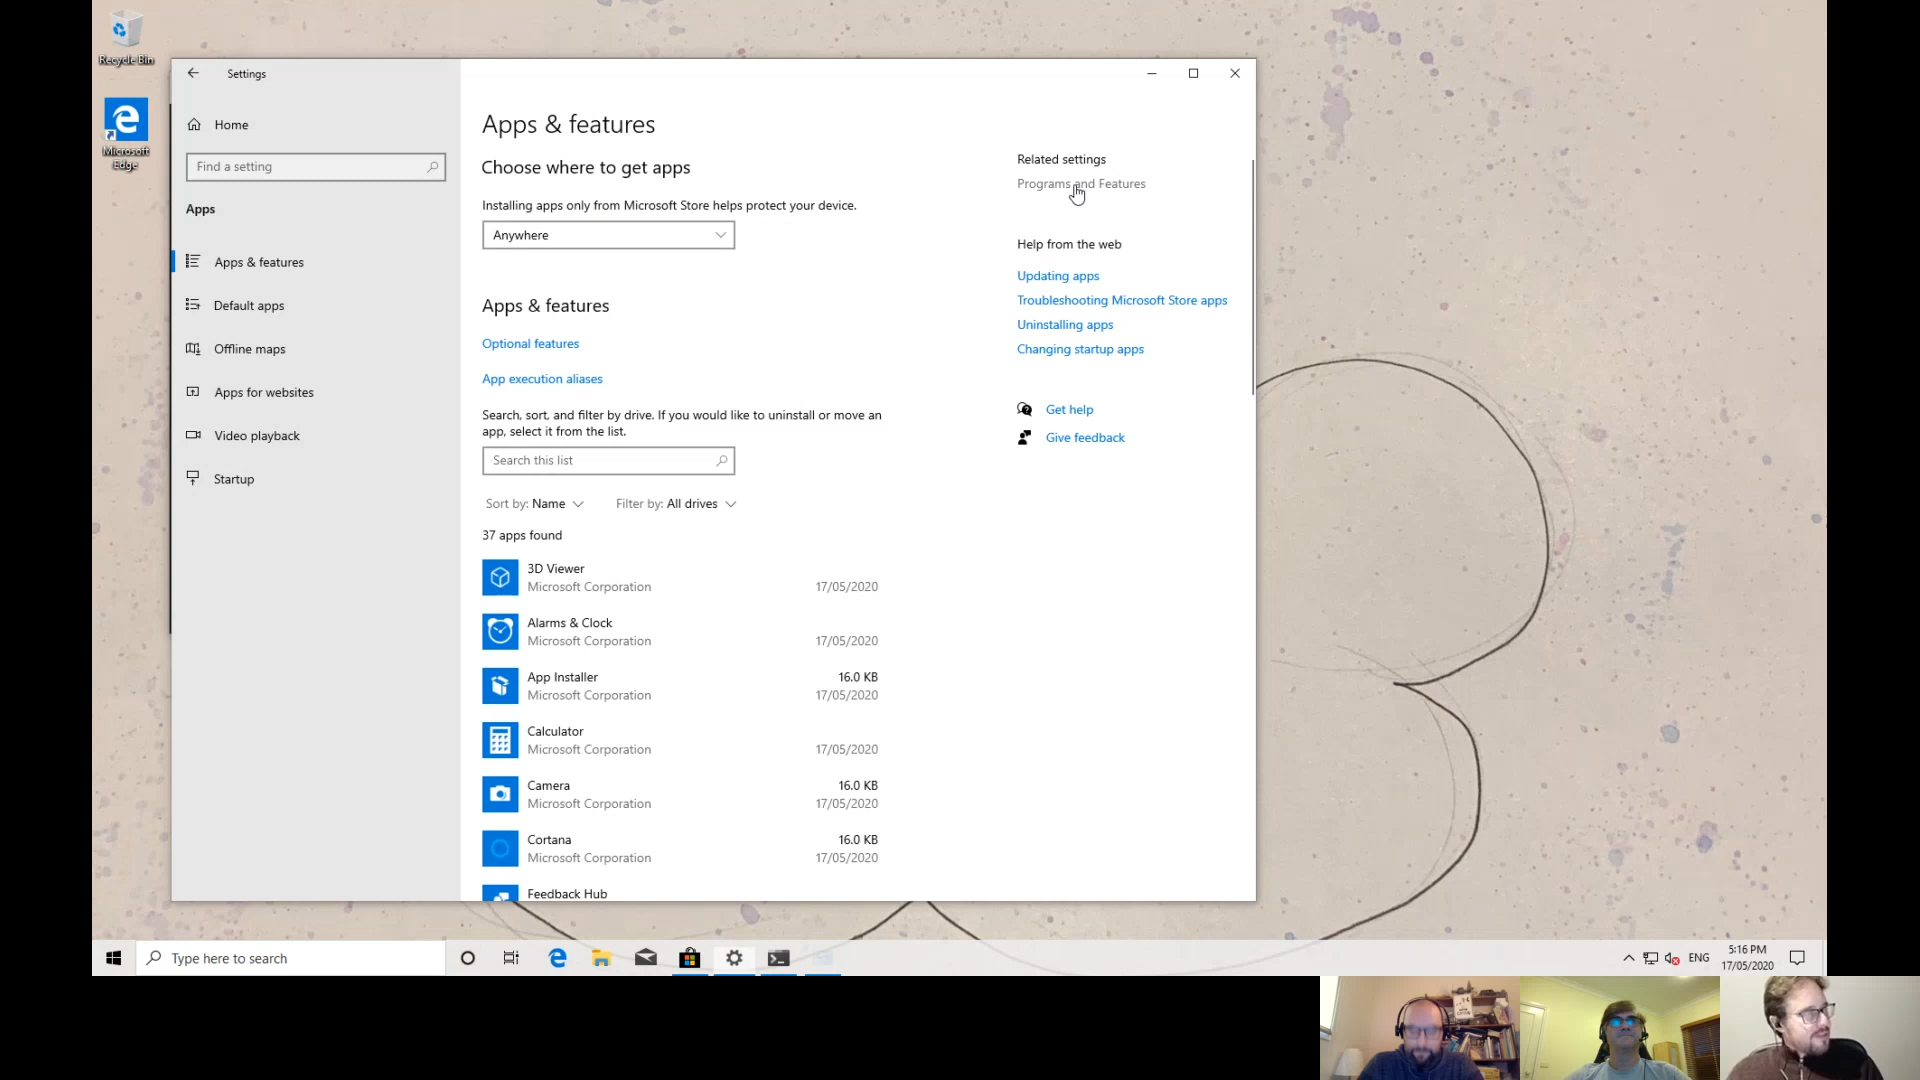 Recycle Bin
Microsoft
Edge
Settings
Home
Find a setting
Apps
Apps & features
Default apps
Offline maps
Apps for websites
Video playback
Startup
Apps & features
Choose where to get apps
Installing apps only from Microsoft Store helps protect your device.
Anywhere
Apps & features
Optional features
App execution aliases
Search, sort, and filter by drive. If you would like to uninstall or move an
app, select it from the list.
Search this list
Sort by: Name
Filter by: All drives
37 apps found
3D Viewer
Microsoft Corporation
17/05/2020
Alarms & Clock
Microsoft Corporation
17/05/2020
App Installer
16.0 KB
Microsoft Corporation
17/05/2020
Calculator
Microsoft Corporation
17/05/2020
Camera
16.0 KB
Microsoft Corporation
17/05/2020
Cortana
16.0 KB
Microsoft Corporation
17/05/2020
Feedback Hub
Related settings
Programs and Features
Help from the web
Updating apps
Troubleshooting Microsoft Store apps
Uninstalling apps
Changing startup apps
Get help
Give feedback
Type here to search
ENG
5:16 PM
17/05/2020